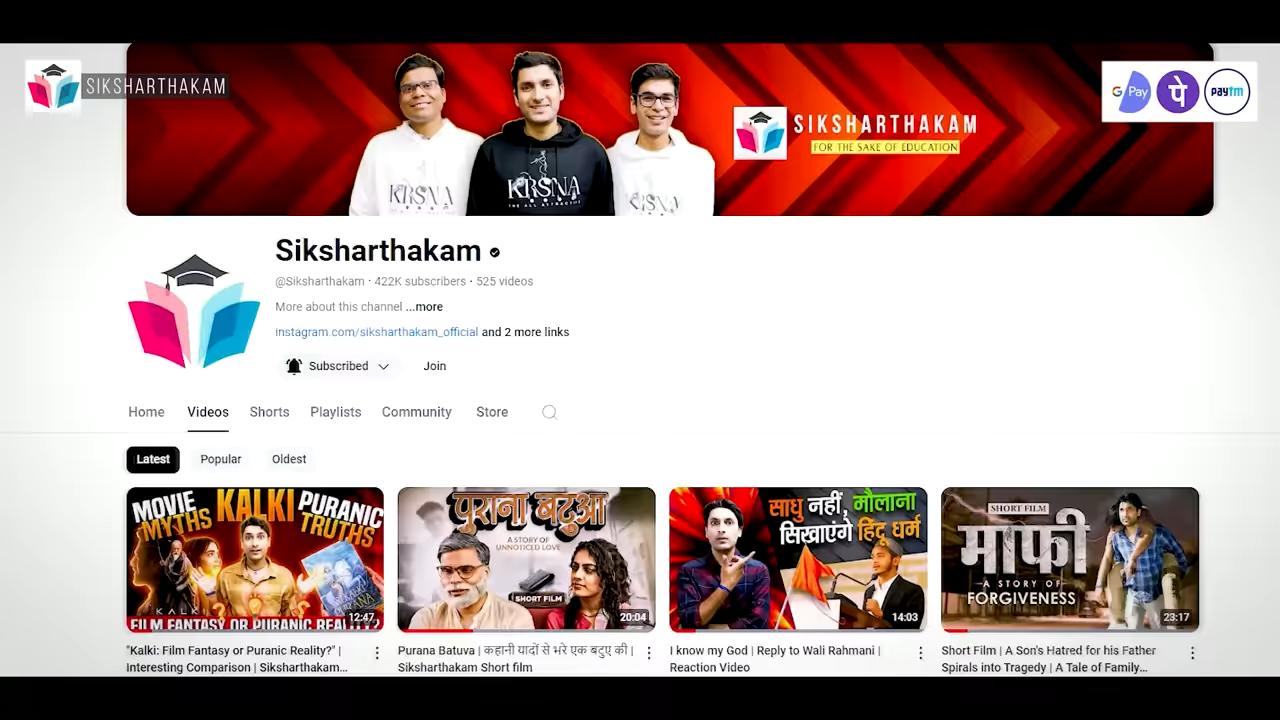 SIKSHARTHAKAM
G Pay
पे
paytm
SIKSHARTHAKAM
FOR THE SAKE OF EDUCATION
KRSNA
KRSNA
THE ALL ATTRACTIVE
KRSNA
Siksharthakam
@Siksharthakam · 422K subscribers · 525 videos
More about this channel ...more
instagram.com/siksharthakam_official and 2 more links
Subscribed
Join
Home
Videos
Shorts
Playlists
Community
Store
Latest
Popular
Oldest
MOVIE MYTHS
KALKI
PURANIC TRUTHS
KALKI
FILM FANTASY OR PURANIC REALITY?
12:47
"Kalki: Film Fantasy or Puranic Reality?" |
Interesting Comparison | Siksharthakam...
पुराना बटुआ
A STORY OF
UNNOTICED LOVE
SHORT FILM
20:04
Purana Batuva | कहानी यादों से भरे एक बटुए की |
Siksharthakam Short film
साधु नहीं, मौलाना
सिखाएंगे हिंदू धर्म
14:03
I know my God | Reply to Wali Rahmani |
Reaction Video
SHORT FILM
माफी
A STORY OF
FORGIVENESS
23:17
Short Film | A Son's Hatred for his Father
Spirals into Tragedy | A Tale of Family...